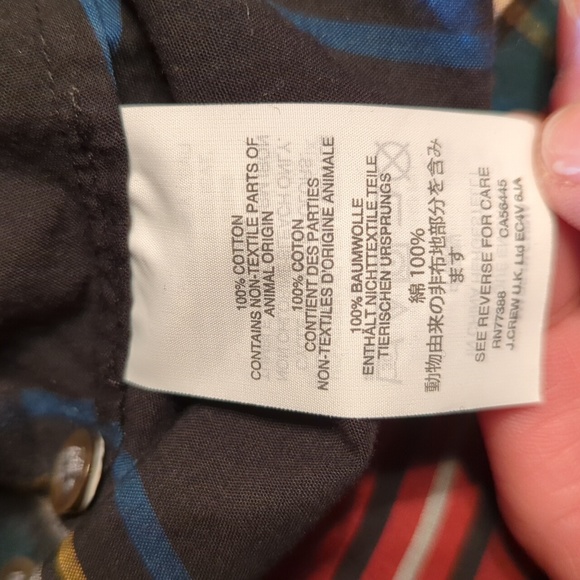 100% COTTON
CONTAINS NON-TEXTILE PARTS OF
ANIMAL ORIGIN
100% COTON
CONTIENT DES PARTIES
NON-TEXTILES D'ORIGINE ANIMALE
100% BAUMWOLLE
ENTHÄLT NICHTTEXTILE TEILE
TIERISCHEN URSPRUNGS
綿 100%
動物由来の非布地部分を含み
ます
SEE REVERSE FOR CARE
RN77388 CA56445
J.CREW U.K, Ltd EC4V 6JA